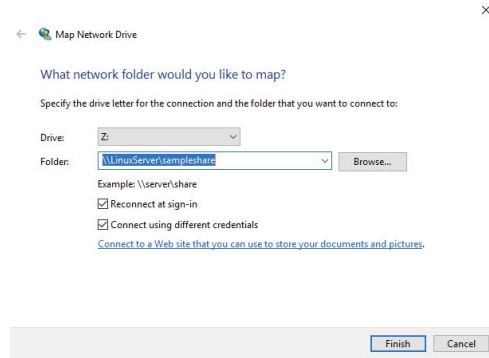 Map Network Drive
What network folder would you like to map?
Specify the drive letter for the connection and the folder that you want to connect to:
Drive: Z:
Folder: \\LinuxServer\sampleshare Browse...
Example: \\server\share
Reconnect at sign-in
Connect using different credentials
Connect to a Web site that you can use to store your documents and pictures.
Finish Cancel